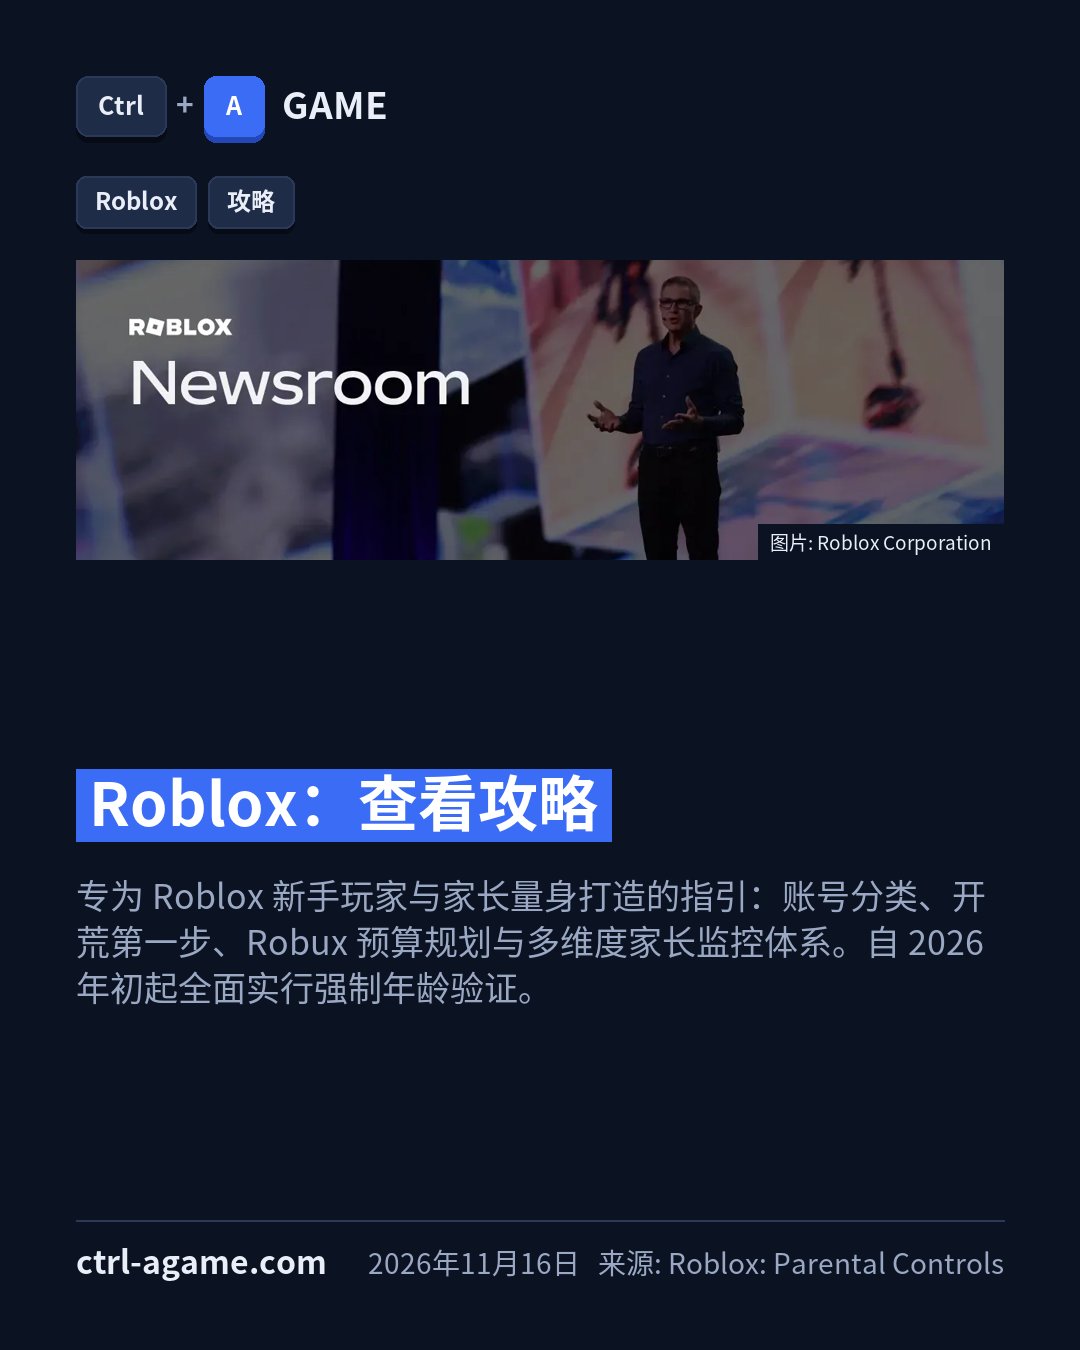 Ctrl + A GAME
Roblox 攻略
ROBLOX
Newsroom
图片: Roblox Corporation
Roblox：查看攻略
专为 Roblox 新手玩家与家长量身打造的指引：账号分类、开
荒第一步、Robux 预算规划与多维度家长监控体系。自 2026
年初起全面实行强制年龄验证。
ctrl-agame.com 2026年11月16日 来源: Roblox: Parental Controls